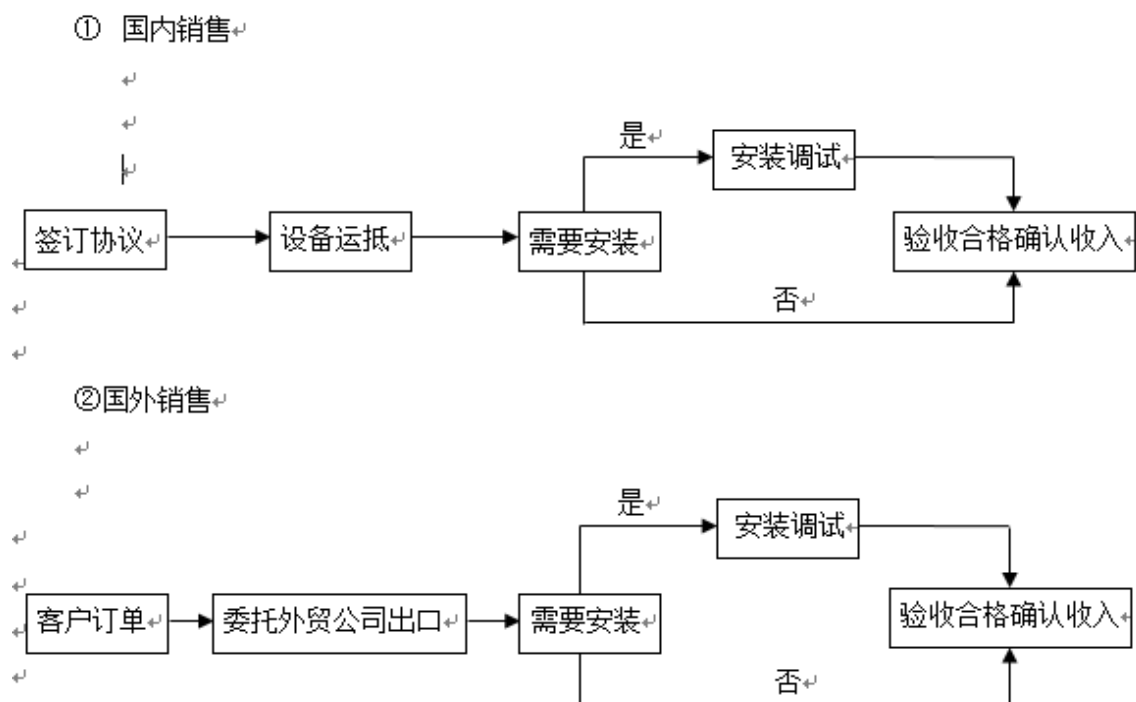 ① 国内销售
是
安装调试
签订协议
设备运抵
需要安装
验收合格确认收入
否
②国外销售
是
安装调试
客户订单
委托外贸公司出口
需要安装
验收合格确认收入
否